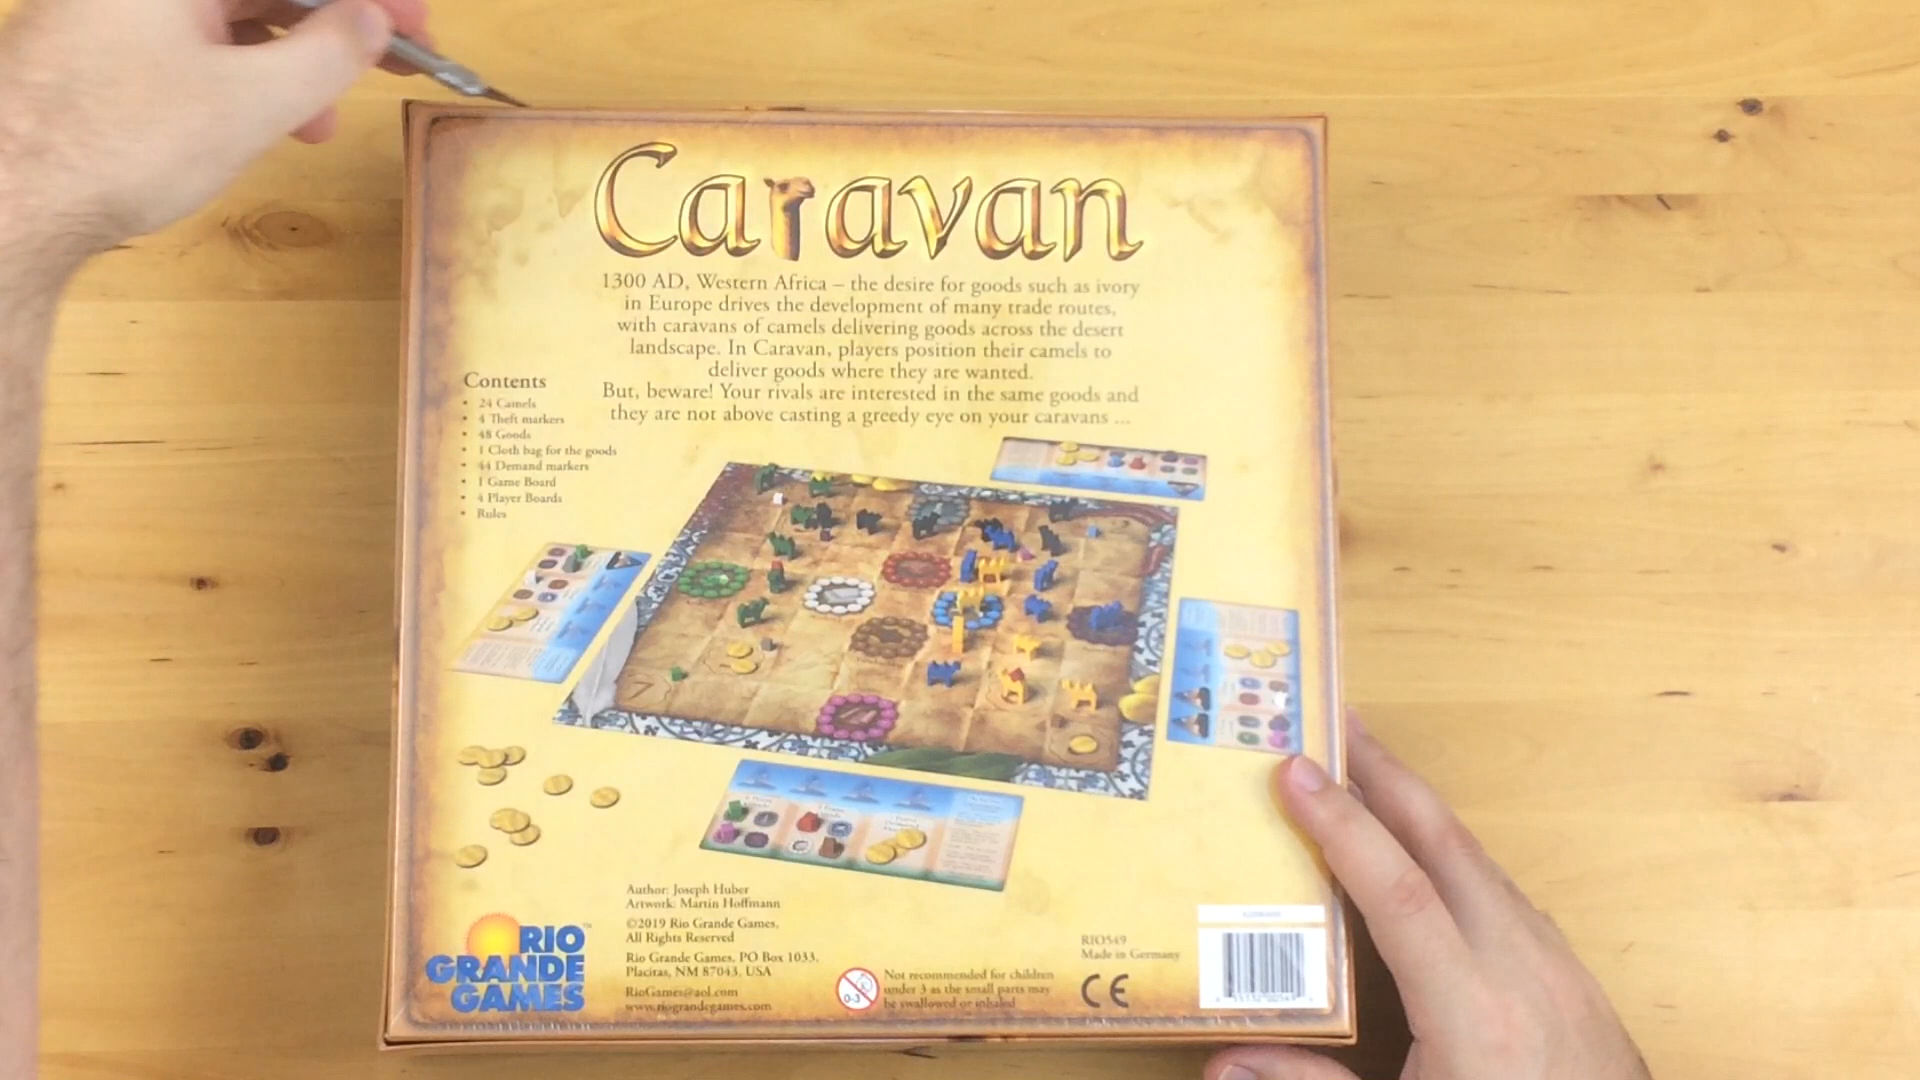 Caravan
1300 AD, Western Africa – the desire for goods such as ivory
in Europe drives the development of many trade routes,
with caravans of camels delivering goods across the desert
landscape. In Caravan, players position their camels to
deliver goods where they are wanted.
But, beware! Your rivals are interested in the same goods and
they are not above casting a greedy eye on your caravans ...
Contents
• 24 Camels
• 4 Theft markers
• 48 Goods
• 1 Cloth bag for the goods
• 44 Demand markers
• 1 Game Board
• 4 Player Boards
• Rules
RIO™
GRANDE
GAMES
Author: Joseph Huber
Artwork: Martin Hoffmann
©2019 Rio Grande Games,
All Rights Reserved
Rio Grande Games, PO Box 1033,
Placitas, NM 87043, USA
RioGames@aol.com
www.riograndegames.com
0-3
Not recommended for children
under 3 as the small parts may
be swallowed or inhaled
RIO549
Made in Germany
CE